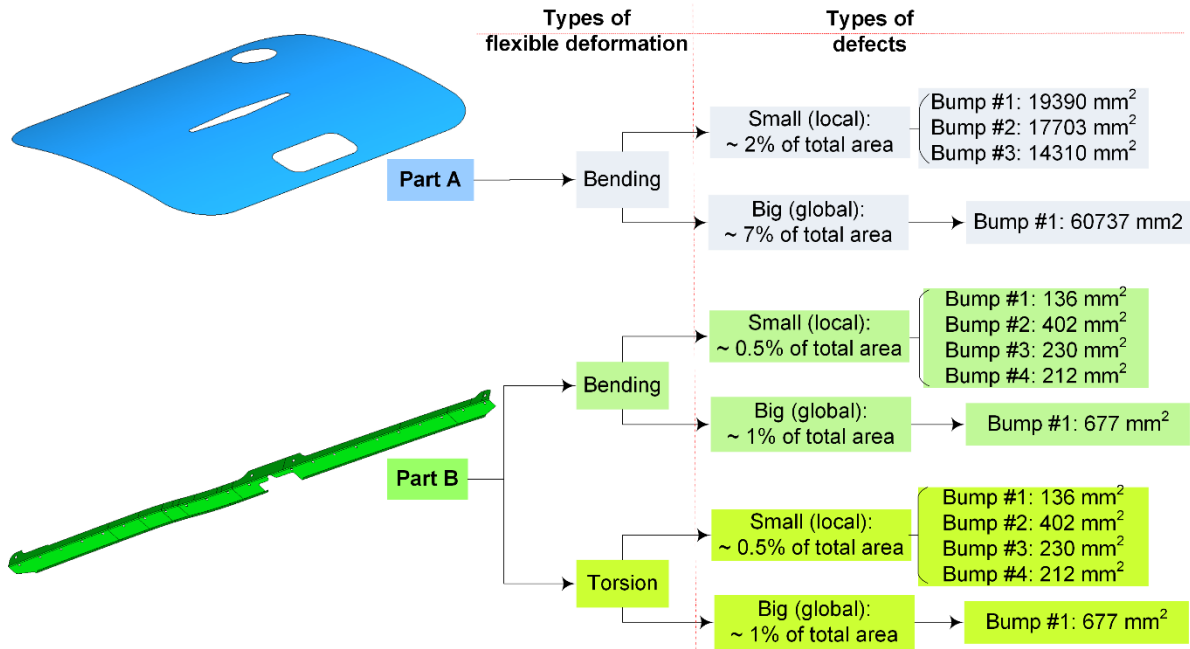 Types of
flexible deformation
Types of
defects
Part A
Bending
Small (local):
~ 2% of total area
Bump #1: 19390 mm²
Bump #2: 17703 mm²
Bump #3: 14310 mm²
Big (global):
~ 7% of total area
Bump #1: 60737 mm2
Part B
Bending
Small (local):
~ 0.5% of total area
Bump #1: 136 mm²
Bump #2: 402 mm²
Bump #3: 230 mm²
Bump #4: 212 mm²
Big (global):
~ 1% of total area
Bump #1: 677 mm²
Torsion
Small (local):
~ 0.5% of total area
Bump #1: 136 mm²
Bump #2: 402 mm²
Bump #3: 230 mm²
Bump #4: 212 mm²
Big (global):
~ 1% of total area
Bump #1: 677 mm²